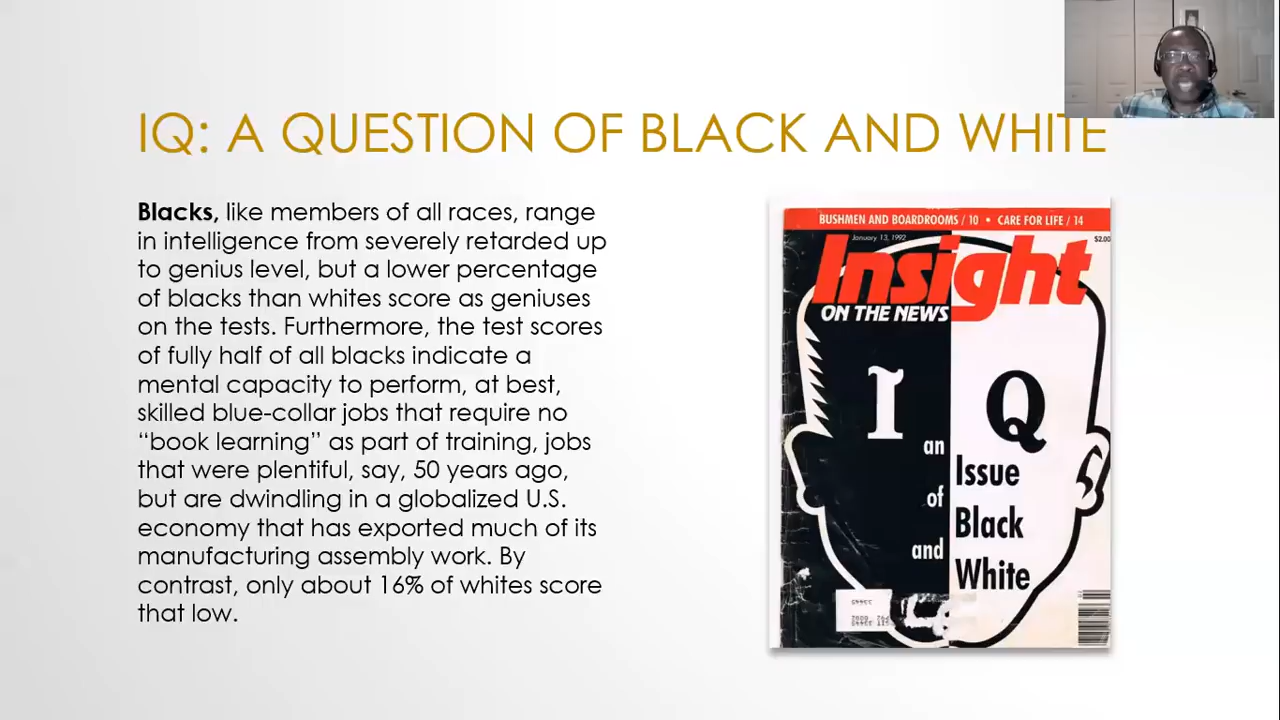 IQ: A QUESTION OF BLACK AND WHITE
Blacks, like members of all races, range
in intelligence from severely retarded up
to genius level, but a lower percentage
of blacks than whites score as geniuses
on the tests. Furthermore, the test scores
of fully half of all blacks indicate a
mental capacity to perform, at best,
skilled blue-collar jobs that require no
“book learning” as part of training, jobs
that were plentiful, say, 50 years ago,
but are dwindling in a globalized U.S.
economy that has exported much of its
manufacturing assembly work. By
contrast, only about 16% of whites score
that low.
BUSHMEN AND BOARDROOMS / 10 • CARE FOR LIFE / 14
January 13, 1992
$2.00
Insight
ON THE NEWS
I Q
an Issue
of Black
and White